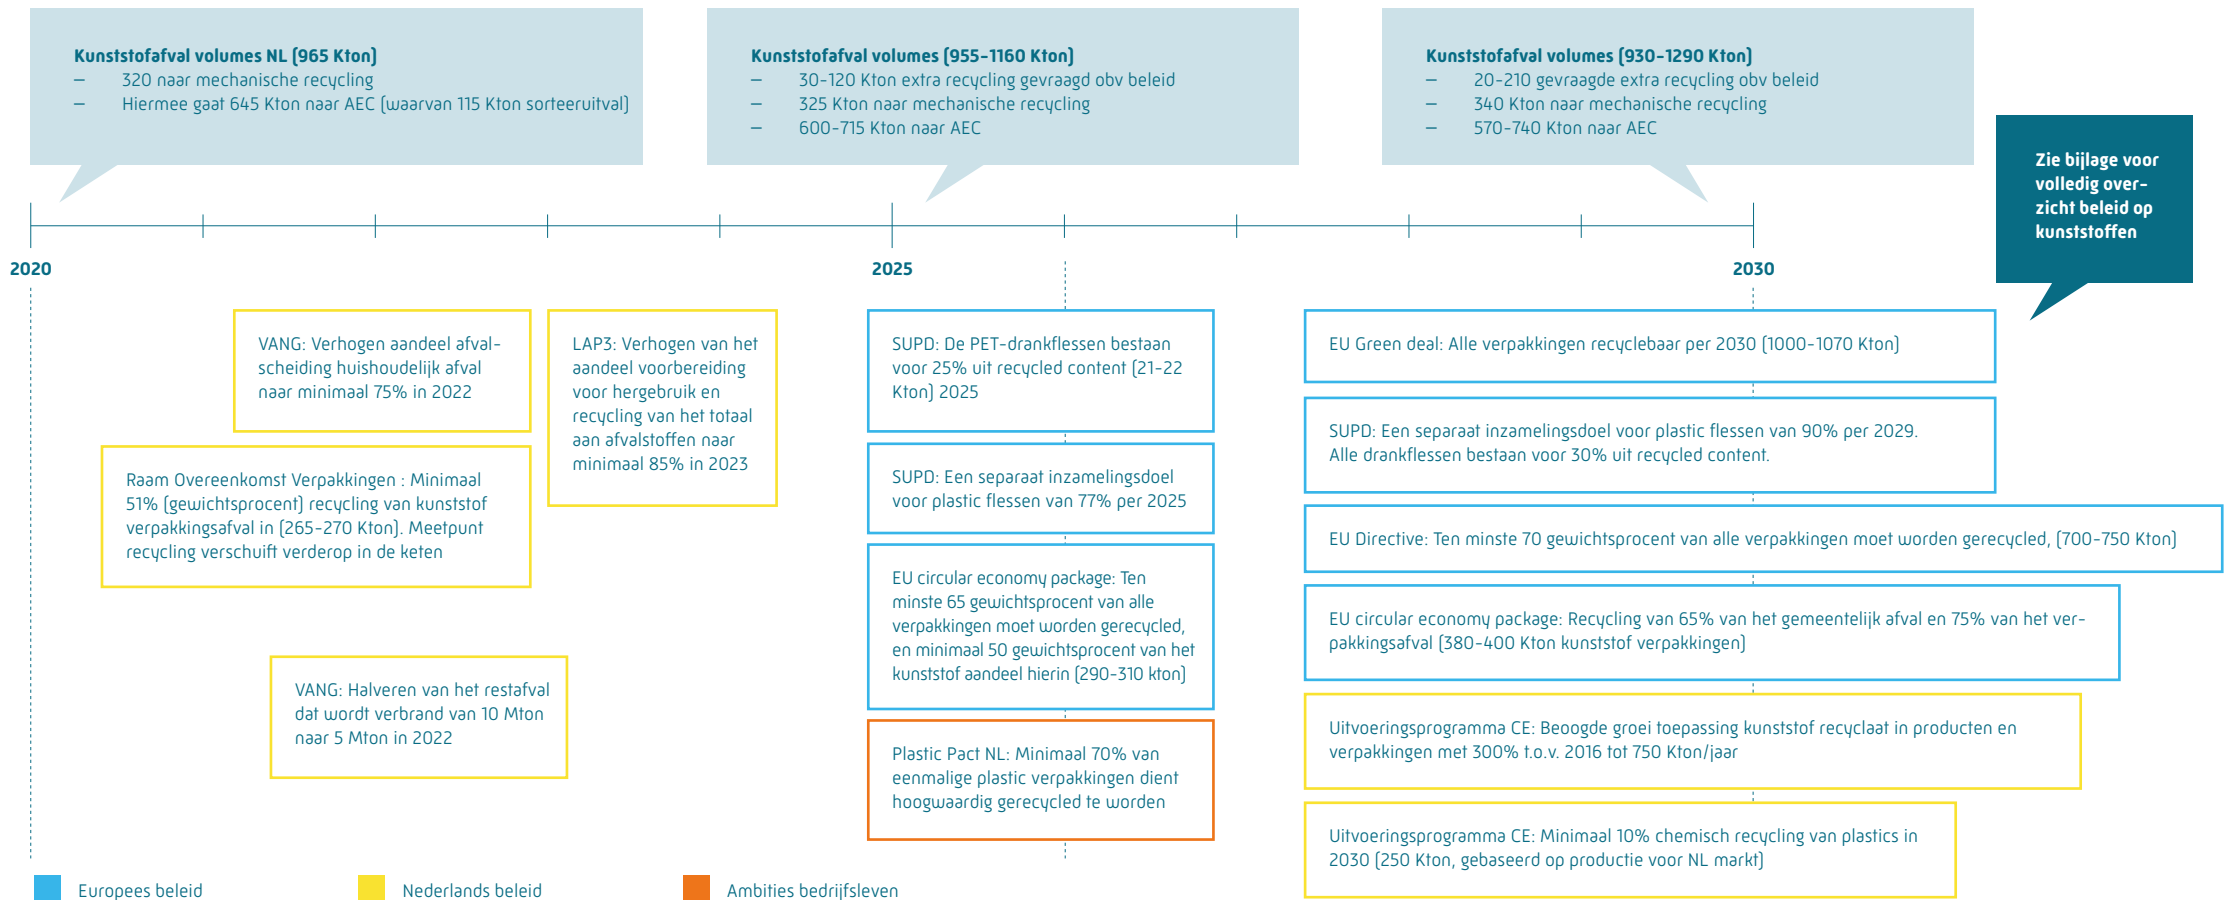 Kunststofafval volumes NL (965 Kton)
– 320 naar mechanische recycling
– Hiermee gaat 645 Kton naar AEC (waarvan 115 Kton sorteeruitval)
Kunststofafval volumes (955-1160 Kton)
– 30-120 Kton extra recycling gevraagd obv beleid
– 325 Kton naar mechanische recycling
– 600-715 Kton naar AEC
Kunststofafval volumes (930-1290 Kton)
– 20-210 gevraagde extra recycling obv beleid
– 340 Kton naar mechanische recycling
– 570-740 Kton naar AEC
Zie bijlage voor
volledig over-
zicht beleid op
kunststoffen
2020
2025
2030
VANG: Verhogen aandeel afval-
scheiding huishoudelijk afval
naar minimaal 75% in 2022
Raam Overeenkomst Verpakkingen : Minimaal
51% (gewichtsprocent) recycling van kunststof
verpakkingsafval in (265-270 Kton). Meetpunt
recycling verschuift verderop in de keten
LAP3: Verhogen van het
aandeel voorbereiding
voor hergebruik en
recycling van het totaal
aan afvalstoffen naar
minimaal 85% in 2023
VANG: Halveren van het restafval
dat wordt verbrand van 10 Mton
naar 5 Mton in 2022
SUPD: De PET-drankflessen bestaan
voor 25% uit recycled content (21-22
Kton) 2025
SUPD: Een separaat inzamelingsdoel
voor plastic flessen van 77% per 2025
EU circular economy package: Ten
minste 65 gewichtsprocent van alle
verpakkingen moet worden gerecycled,
en minimaal 50 gewichtsprocent van het
kunststof aandeel hierin (290-310 kton)
Plastic Pact NL: Minimaal 70% van
eenmalige plastic verpakkingen dient
hoogwaardig gerecycled te worden
EU Green deal: Alle verpakkingen recyclebaar per 2030 (1000-1070 Kton)
SUPD: Een separaat inzamelingsdoel voor plastic flessen van 90% per 2029.
Alle drankflessen bestaan voor 30% uit recycled content.
EU Directive: Ten minste 70 gewichtsprocent van alle verpakkingen moet worden gerecycled, (700-750 Kton)
EU circular economy package: Recycling van 65% van het gemeentelijk afval en 75% van het ver-
pakkingsafval (380-400 Kton kunststof verpakkingen)
Uitvoeringsprogramma CE: Beoogde groei toepassing kunststof recyclaat in producten en
verpakkingen met 300% t.o.v. 2016 tot 750 Kton/jaar
Uitvoeringsprogramma CE: Minimaal 10% chemisch recycling van plastics in
2030 (250 Kton, gebaseerd op productie voor NL markt)
Europees beleid
Nederlands beleid
Ambities bedrijfsleven